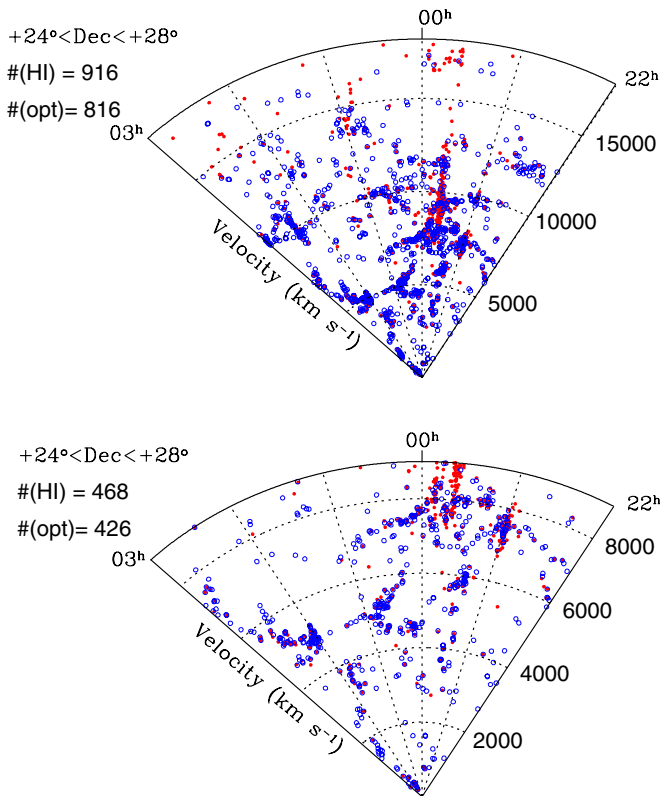 00ʰ
+24°<Dec<+28°
#(HI) = 916
22ʰ
#(opt)= 816
03ʰ
15000
10000
5000
Velocity (km s⁻¹)
00ʰ
+24°<Dec<+28°
#(HI) = 468
22ʰ
#(opt)= 426
8000
03ʰ
6000
4000
2000
Velocity (km s⁻¹)